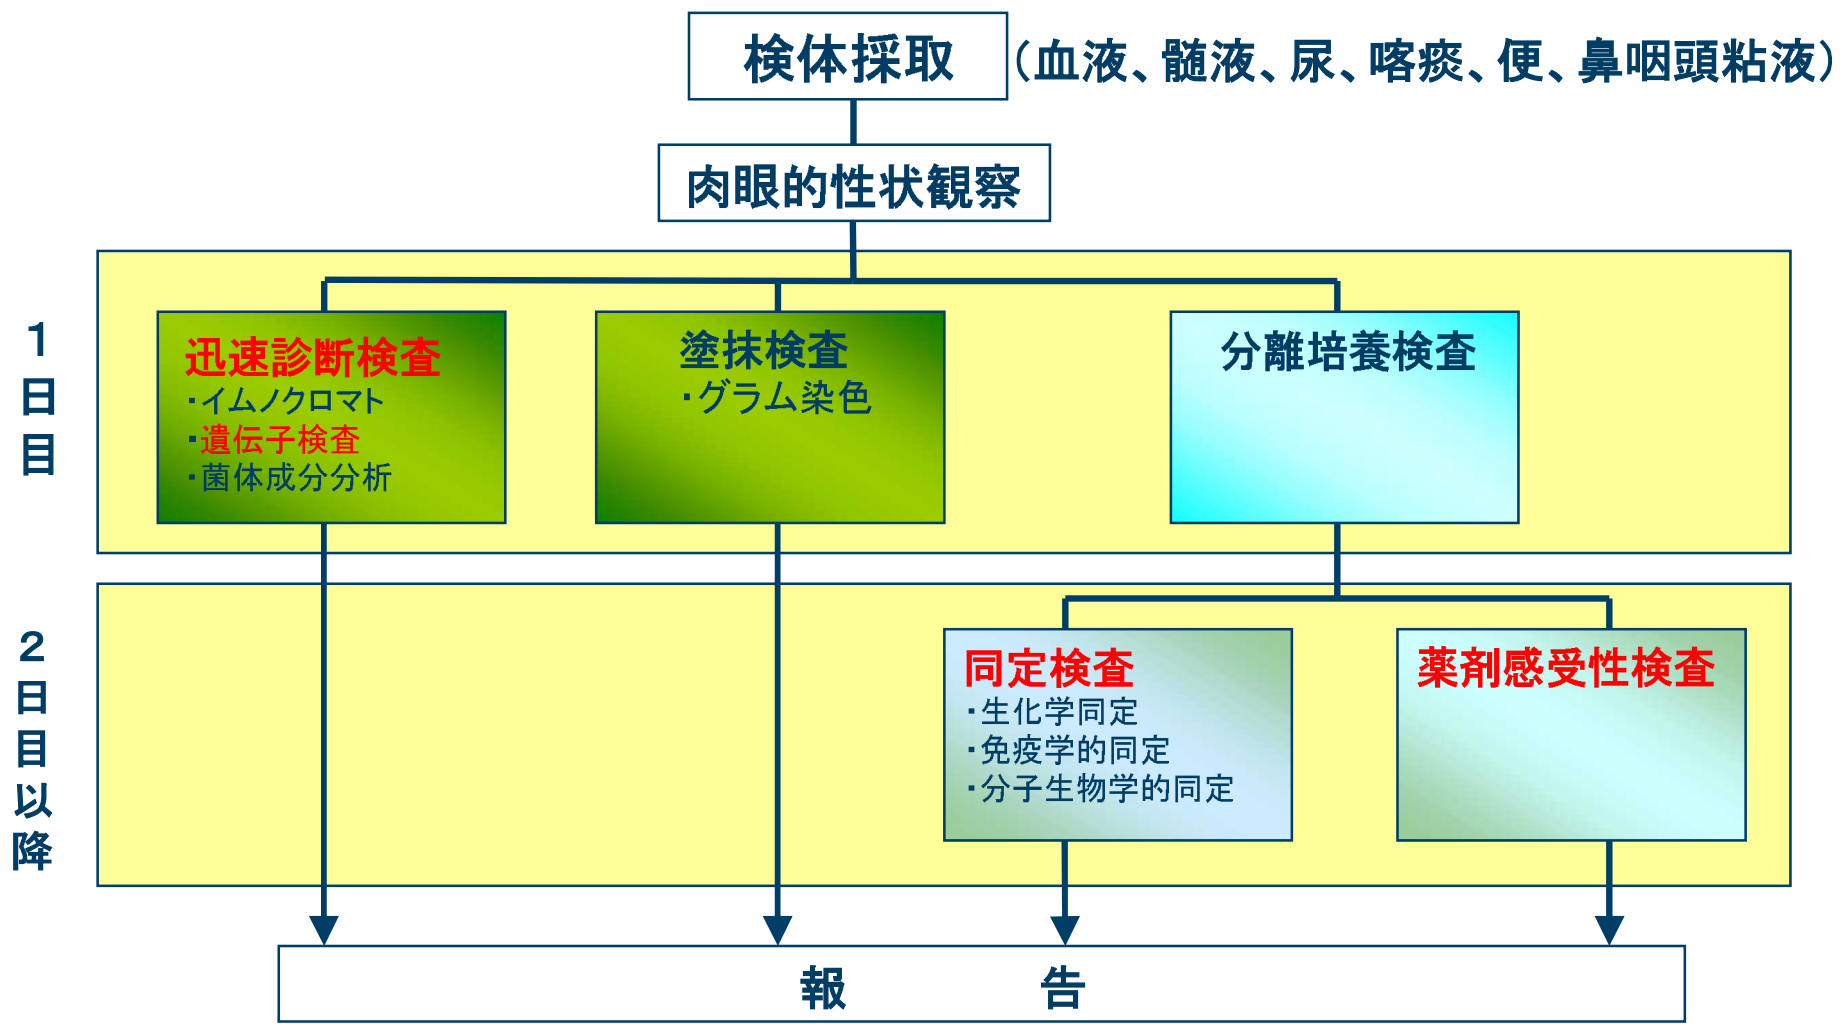 検体採取
(血液、髄液、尿、喀痰、便、鼻咽頭粘液)
肉眼的性状観察
1日目
迅速診断検査
・イムノクロマト
・遺伝子検査
・菌体成分分析
塗抹検査
・グラム染色
分離培養検査
2日目以降
同定検査
・生化学同定
・免疫学的同定
・分子生物学的同定
薬剤感受性検査
報 告